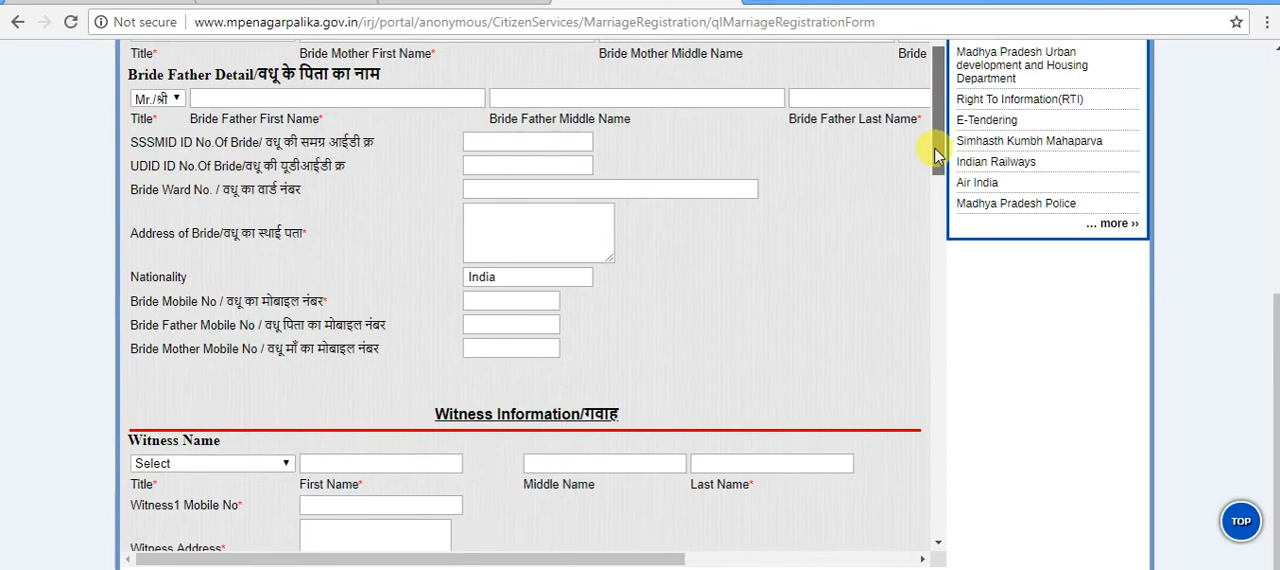 Not secure | www.mpenagarpalika.gov.in/irj/portal/anonymous/CitizenServices/MarriageRegistration/qlMarriageRegistrationForm
Title* Bride Mother First Name* Bride Mother Middle Name Bride
Bride Father Detail/वधू के पिता का नाम
Mr./श्री
Title* Bride Father First Name* Bride Father Middle Name Bride Father Last Name*
SSSMID ID No.Of Bride/ वधू की समग्र आईडी क्र
UDID ID No.Of Bride/वधू की यूडीआईडी क्र
Bride Ward No. / वधू का वार्ड नंबर
Address of Bride/वधू का स्थाई पता*
Nationality India
Bride Mobile No / वधू का मोबाइल नंबर*
Bride Father Mobile No / वधू पिता का मोबाइल नंबर
Bride Mother Mobile No / वधू माँ का मोबाइल नंबर
Witness Information/गवाह
Witness Name
Select
Title* First Name* Middle Name Last Name*
Witness1 Mobile No*
Witness Address*
Madhya Pradesh Urban
development and Housing
Department
Right To Information(RTI)
E-Tendering
Simhasth Kumbh Mahaparva
Indian Railways
Air India
Madhya Pradesh Police
... more ››
TOP